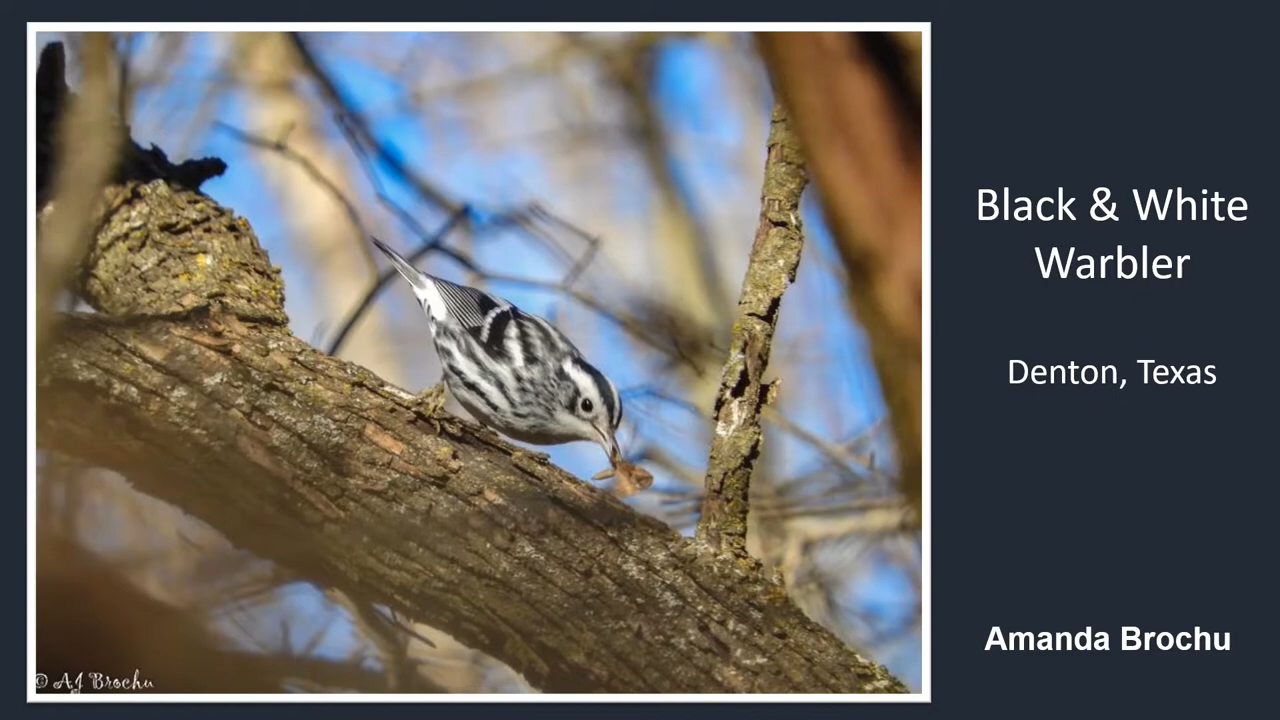 Black & White
Warbler
Denton, Texas
Amanda Brochu
© AJ Brochu